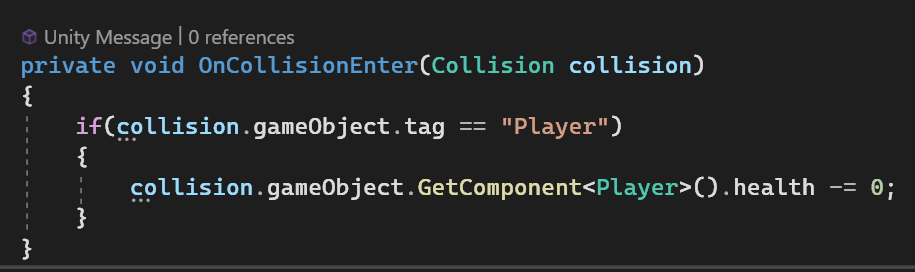 Unity Message | 0 references
private void OnCollisionEnter(Collision collision)
{
if(collision.gameObject.tag == "Player")
{
collision.gameObject.GetComponent<Player>().health -= 0;
}
}